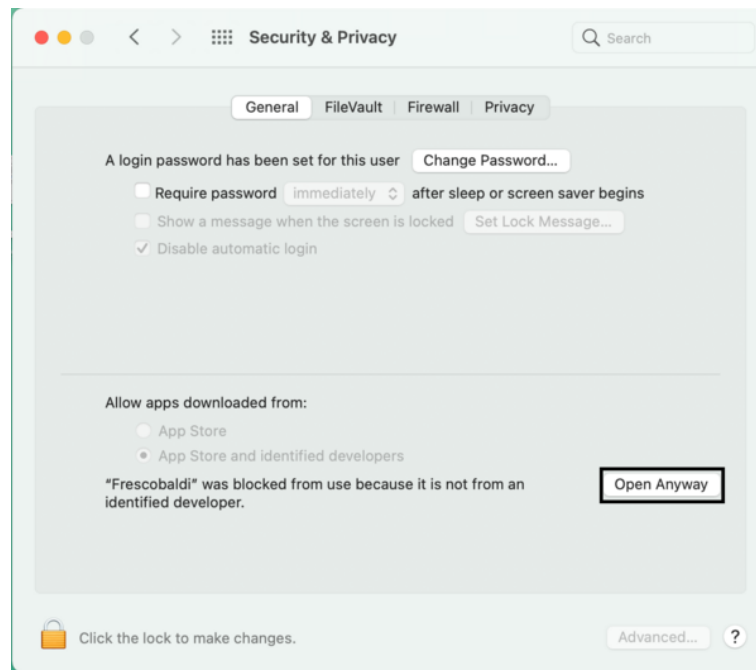 Security & Privacy
Search
General FileVault Firewall Privacy
A login password has been set for this user Change Password...
Require password immediately after sleep or screen saver begins
Show a message when the screen is locked Set Lock Message...
Disable automatic login
Allow apps downloaded from:
App Store
App Store and identified developers
“Frescobaldi” was blocked from use because it is not from an
identified developer.
Open Anyway
Click the lock to make changes.
Advanced... ?